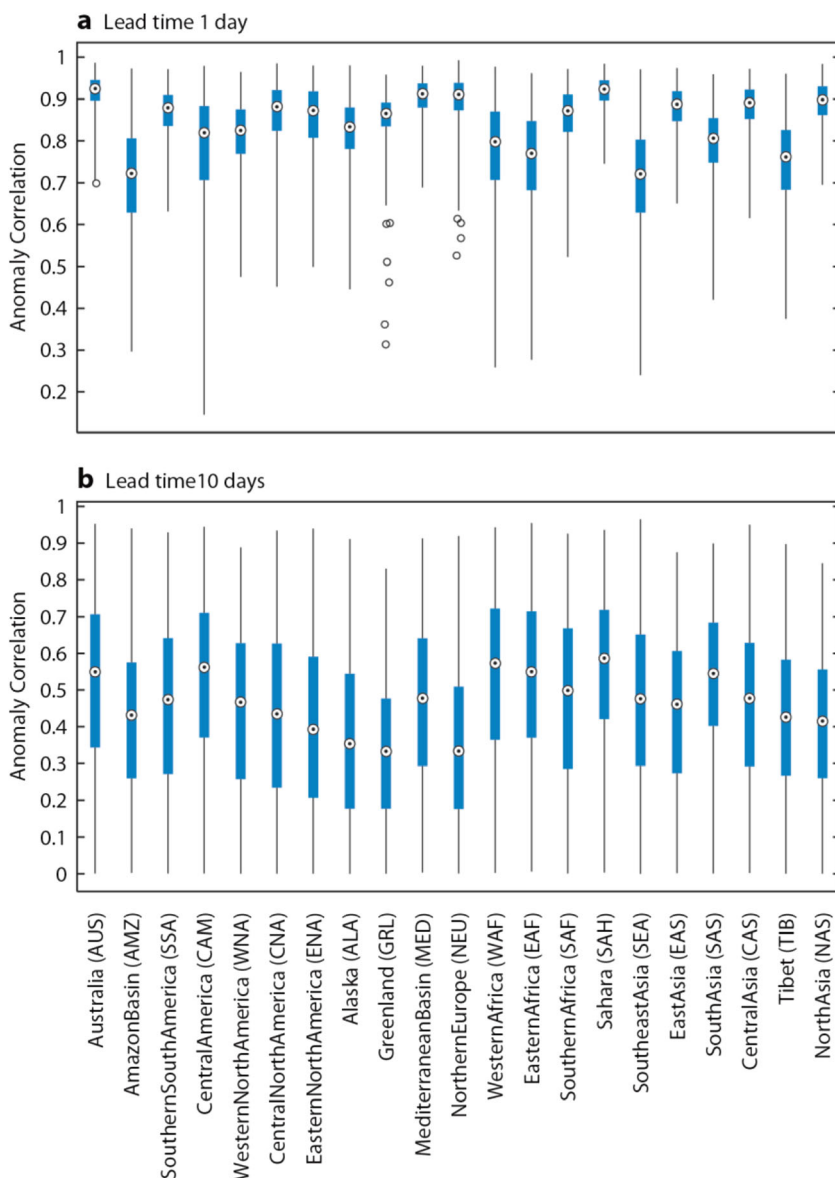 a Lead time 1 day
Anomaly Correlation
1
0.9
0.8
0.7
0.6
0.5
0.4
0.3
0.2
b Lead time10 days
Anomaly Correlation
1
0.9
0.8
0.7
0.6
0.5
0.4
0.3
0.2
0.1
0
Australia (AUS)
AmazonBasin (AMZ)
SouthernSouthAmerica (SSA)
CentralAmerica (CAM)
WesternNorthAmerica (WNA)
CentralNorthAmerica (CNA)
EasternNorthAmerica (ENA)
Alaska (ALA)
Greenland (GRL)
MediterraneanBasin (MED)
NorthernEurope (NEU)
WesternAfrica (WAF)
EasternAfrica (EAF)
SouthernAfrica (SAF)
Sahara (SAH)
SoutheastAsia (SEA)
EastAsia (EAS)
SouthAsia (SAS)
CentralAsia (CAS)
Tibet (TIB)
NorthAsia (NAS)